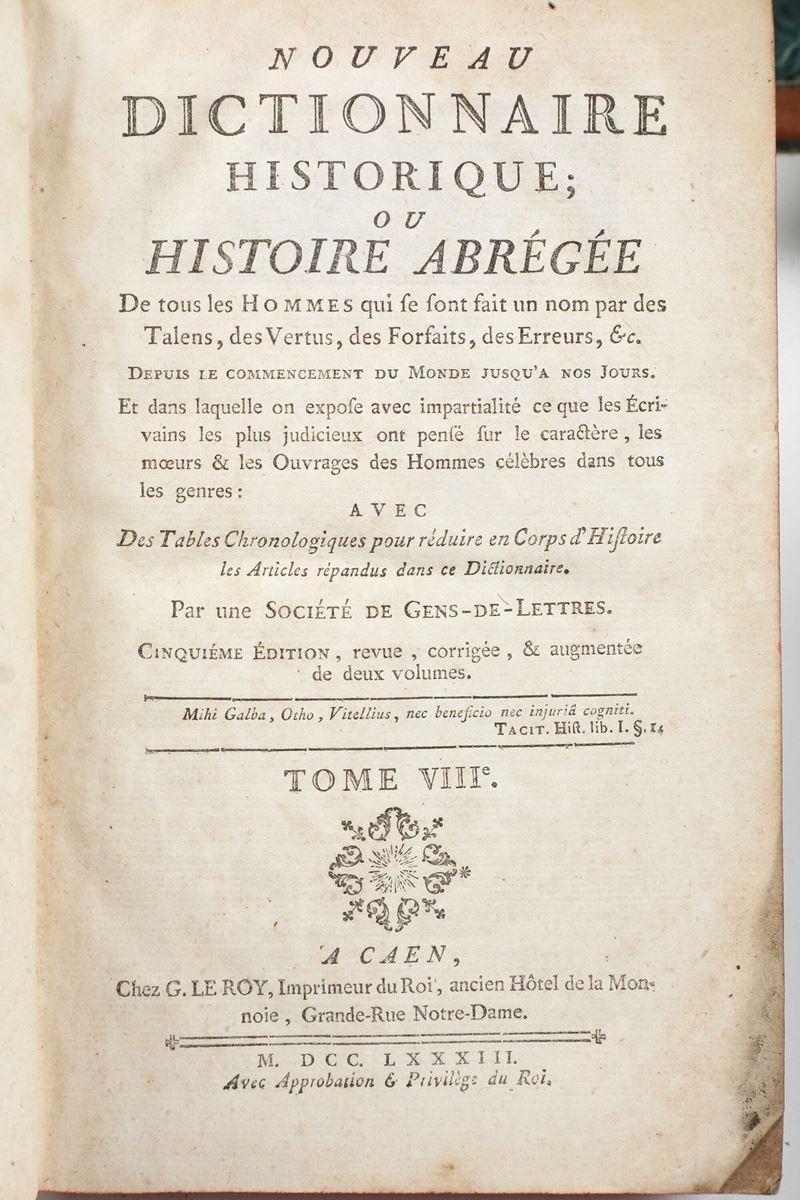 NOUVEAU
DICTIONNAIRE
HISTORIQUE;
OU
HISTOIRE ABRÉGÉE
De tous les HOMMES qui ſe ſont fait un nom par des
Talens, des Vertus, des Forfaits, des Erreurs, &c.
DEPUIS LE COMMENCEMENT DU MONDE JUSQU'A NOS JOURS.
Et dans laquelle on expoſe avec impartialité ce que les Écri-
vains les plus judicieux ont penſé ſur le caractère, les
mœurs & les Ouvrages des Hommes célèbres dans tous
les genres:
AVEC
Des Tables Chronologiques pour réduire en Corps d'Hiſtoire
les Articles répandus dans ce Dictionnaire.
Par une SOCIÉTÉ DE GENS-DE-LETTRES.
CINQUIÉME ÉDITION, revue, corrigée, & augmentée
de deux volumes.
Mihi Galba, Otho, Vitellius, nec beneficio nec injuriâ cogniti.
TACIT. Hiſt. lib. I. §. 14
TOME VIIIe.
A CAEN,
Chez G. LE ROY, Imprimeur du Roi, ancien Hôtel de la Mon-
noie, Grande-Rue Notre-Dame.
M. DCC. LXXXIII.
Avec Approbation & Privilège du Roi.